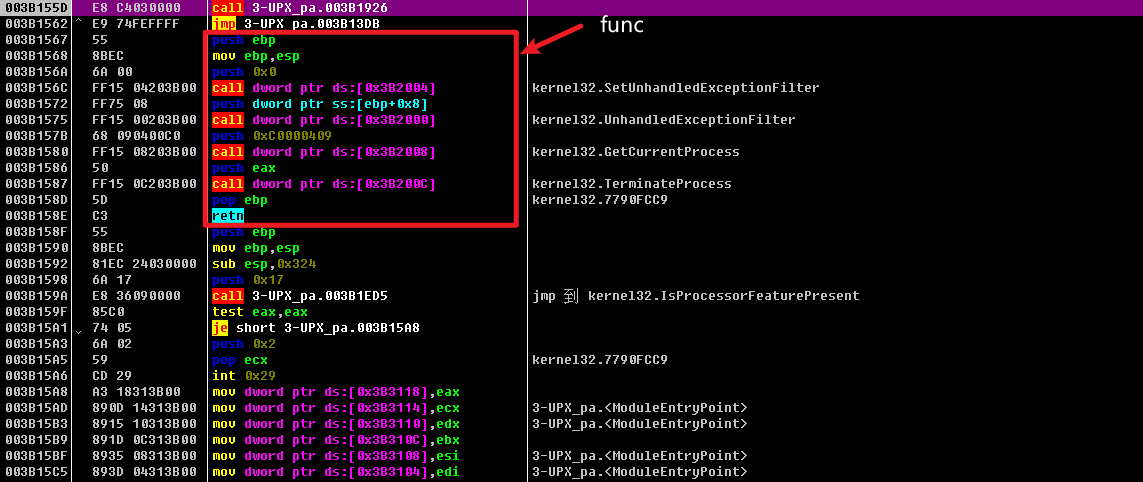 003B155D E8 C4030000 call 3-UPX_pa.003B1926
003B1562 ^ E9 74FEFFFF jmp 3-UPX_pa.003B13DB
func
003B1567 55 push ebp
003B1568 8BEC mov ebp,esp
003B156A 6A 00 push 0x0
003B156C FF15 04203B00 call dword ptr ds:[0x3B2004] kernel32.SetUnhandledExceptionFilter
003B1572 FF75 08 push dword ptr ss:[ebp+0x8]
003B1575 FF15 00203B00 call dword ptr ds:[0x3B2000] kernel32.UnhandledExceptionFilter
003B157B 68 090400C0 push 0xC0000409
003B1580 FF15 08203B00 call dword ptr ds:[0x3B2008] kernel32.GetCurrentProcess
003B1586 50 push eax
003B1587 FF15 0C203B00 call dword ptr ds:[0x3B200C] kernel32.TerminateProcess
003B158D 5D pop ebp kernel32.7790FCC9
003B158E C3 retn
003B158F 55 push ebp
003B1590 8BEC mov ebp,esp
003B1592 81EC 24030000 sub esp,0x324
003B1598 6A 17 push 0x17
003B159A E8 36090000 call 3-UPX_pa.003B1ED5 jmp 到 kernel32.IsProcessorFeaturePresent
003B159F 85C0 test eax,eax
003B15A1 74 05 je short 3-UPX_pa.003B15A8
003B15A3 6A 02 push 0x2
003B15A5 59 pop ecx kernel32.7790FCC9
003B15A6 CD 29 int 0x29
003B15A8 A3 18313B00 mov dword ptr ds:[0x3B3118],eax
003B15AD 890D 14313B00 mov dword ptr ds:[0x3B3114],ecx 3-UPX_pa.<ModuleEntryPoint>
003B15B3 8915 10313B00 mov dword ptr ds:[0x3B3110],edx 3-UPX_pa.<ModuleEntryPoint>
003B15B9 891D 0C313B00 mov dword ptr ds:[0x3B310C],ebx
003B15BF 8935 08313B00 mov dword ptr ds:[0x3B3108],esi 3-UPX_pa.<ModuleEntryPoint>
003B15C5 893D 04313B00 mov dword ptr ds:[0x3B3104],edi 3-UPX_pa.<ModuleEntryPoint>